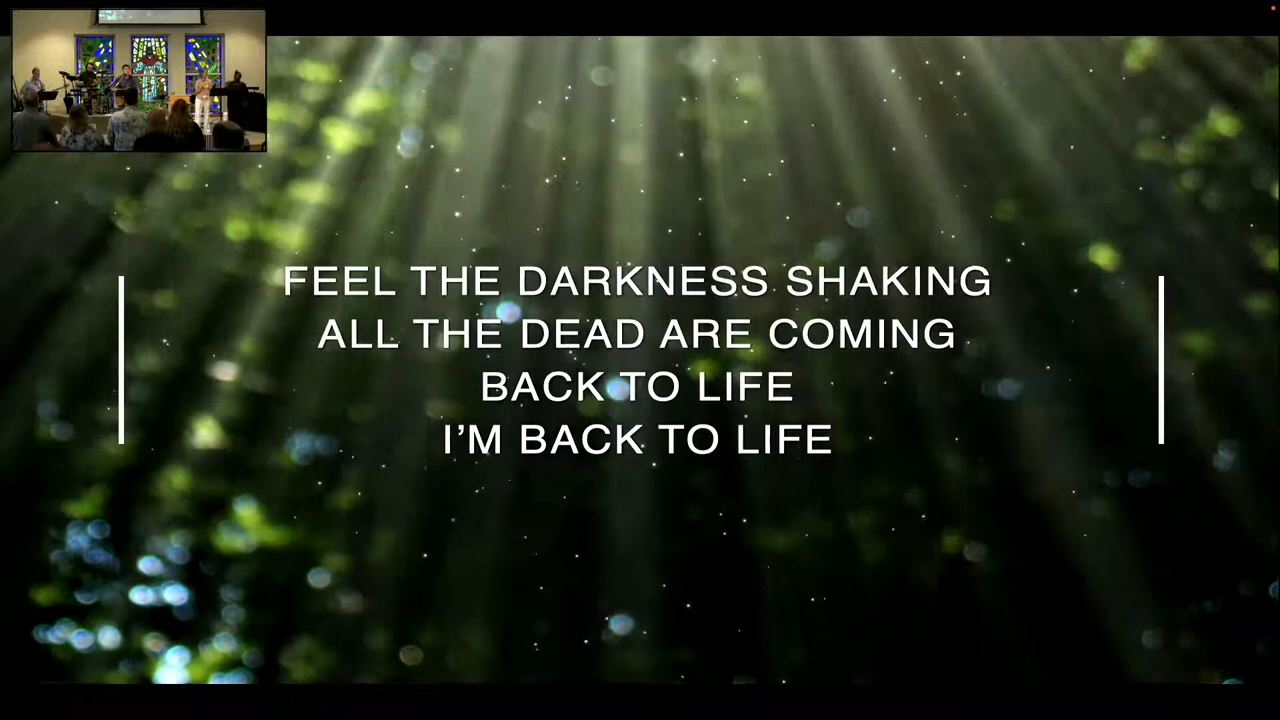 FEEL THE DARKNESS SHAKING
ALL THE DEAD ARE COMING
BACK TO LIFE
I'M BACK TO LIFE